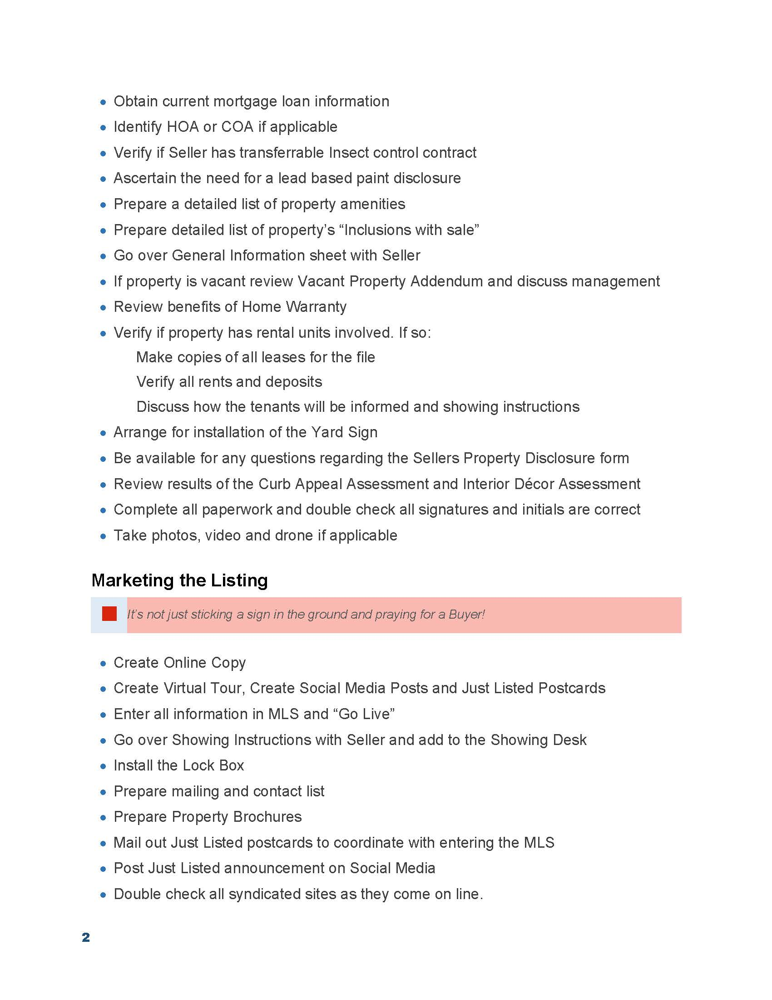 • Obtain current mortgage loan information
• Identify HOA or COA if applicable
• Verify if Seller has transferrable Insect control contract
• Ascertain the need for a lead based paint disclosure
• Prepare a detailed list of property amenities
• Prepare detailed list of property’s “Inclusions with sale”
• Go over General Information sheet with Seller
• If property is vacant review Vacant Property Addendum and discuss management
• Review benefits of Home Warranty
• Verify if property has rental units involved. If so:
Make copies of all leases for the file
Verify all rents and deposits
Discuss how the tenants will be informed and showing instructions
• Arrange for installation of the Yard Sign
• Be available for any questions regarding the Sellers Property Disclosure form
• Review results of the Curb Appeal Assessment and Interior Décor Assessment
• Complete all paperwork and double check all signatures and initials are correct
• Take photos, video and drone if applicable
Marketing the Listing
It’s not just sticking a sign in the ground and praying for a Buyer!
• Create Online Copy
• Create Virtual Tour, Create Social Media Posts and Just Listed Postcards
• Enter all information in MLS and “Go Live”
• Go over Showing Instructions with Seller and add to the Showing Desk
• Install the Lock Box
• Prepare mailing and contact list
• Prepare Property Brochures
• Mail out Just Listed postcards to coordinate with entering the MLS
• Post Just Listed announcement on Social Media
• Double check all syndicated sites as they come on line.
2